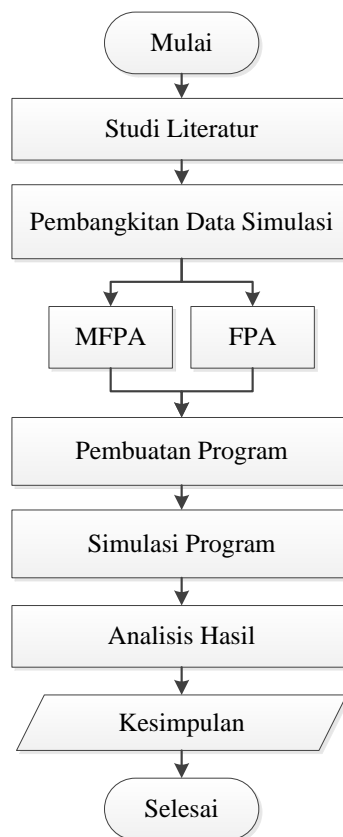 Mulai
Studi Literatur
Pembangkitan Data Simulasi
MFPA
FPA
Pembuatan Program
Simulasi Program
Analisis Hasil
Kesimpulan
Selesai